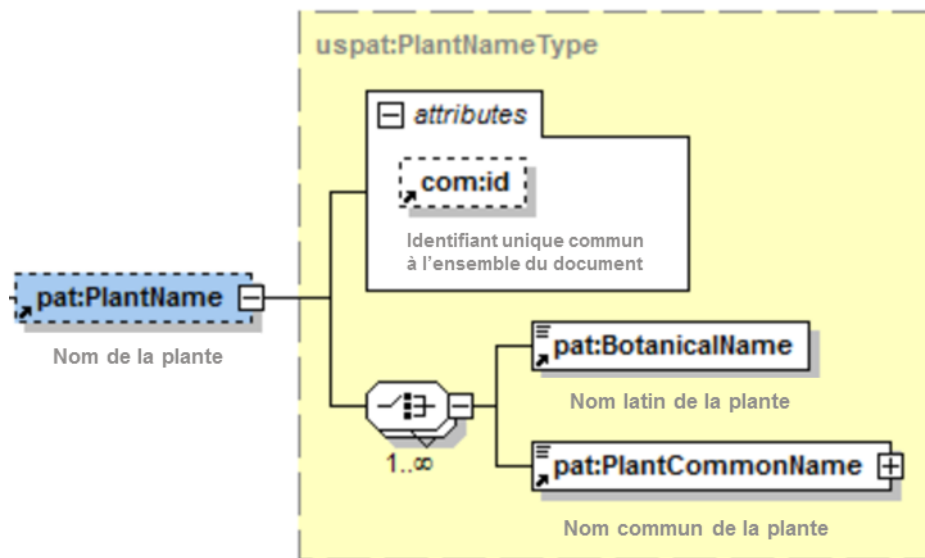 uspat:PlantNameType
attributes
com:id
Identifiant unique commun
à l’ensemble du document
pat:PlantName
Nom de la plante
pat:BotanicalName
Nom latin de la plante
1..∞
pat:PlantCommonName
Nom commun de la plante